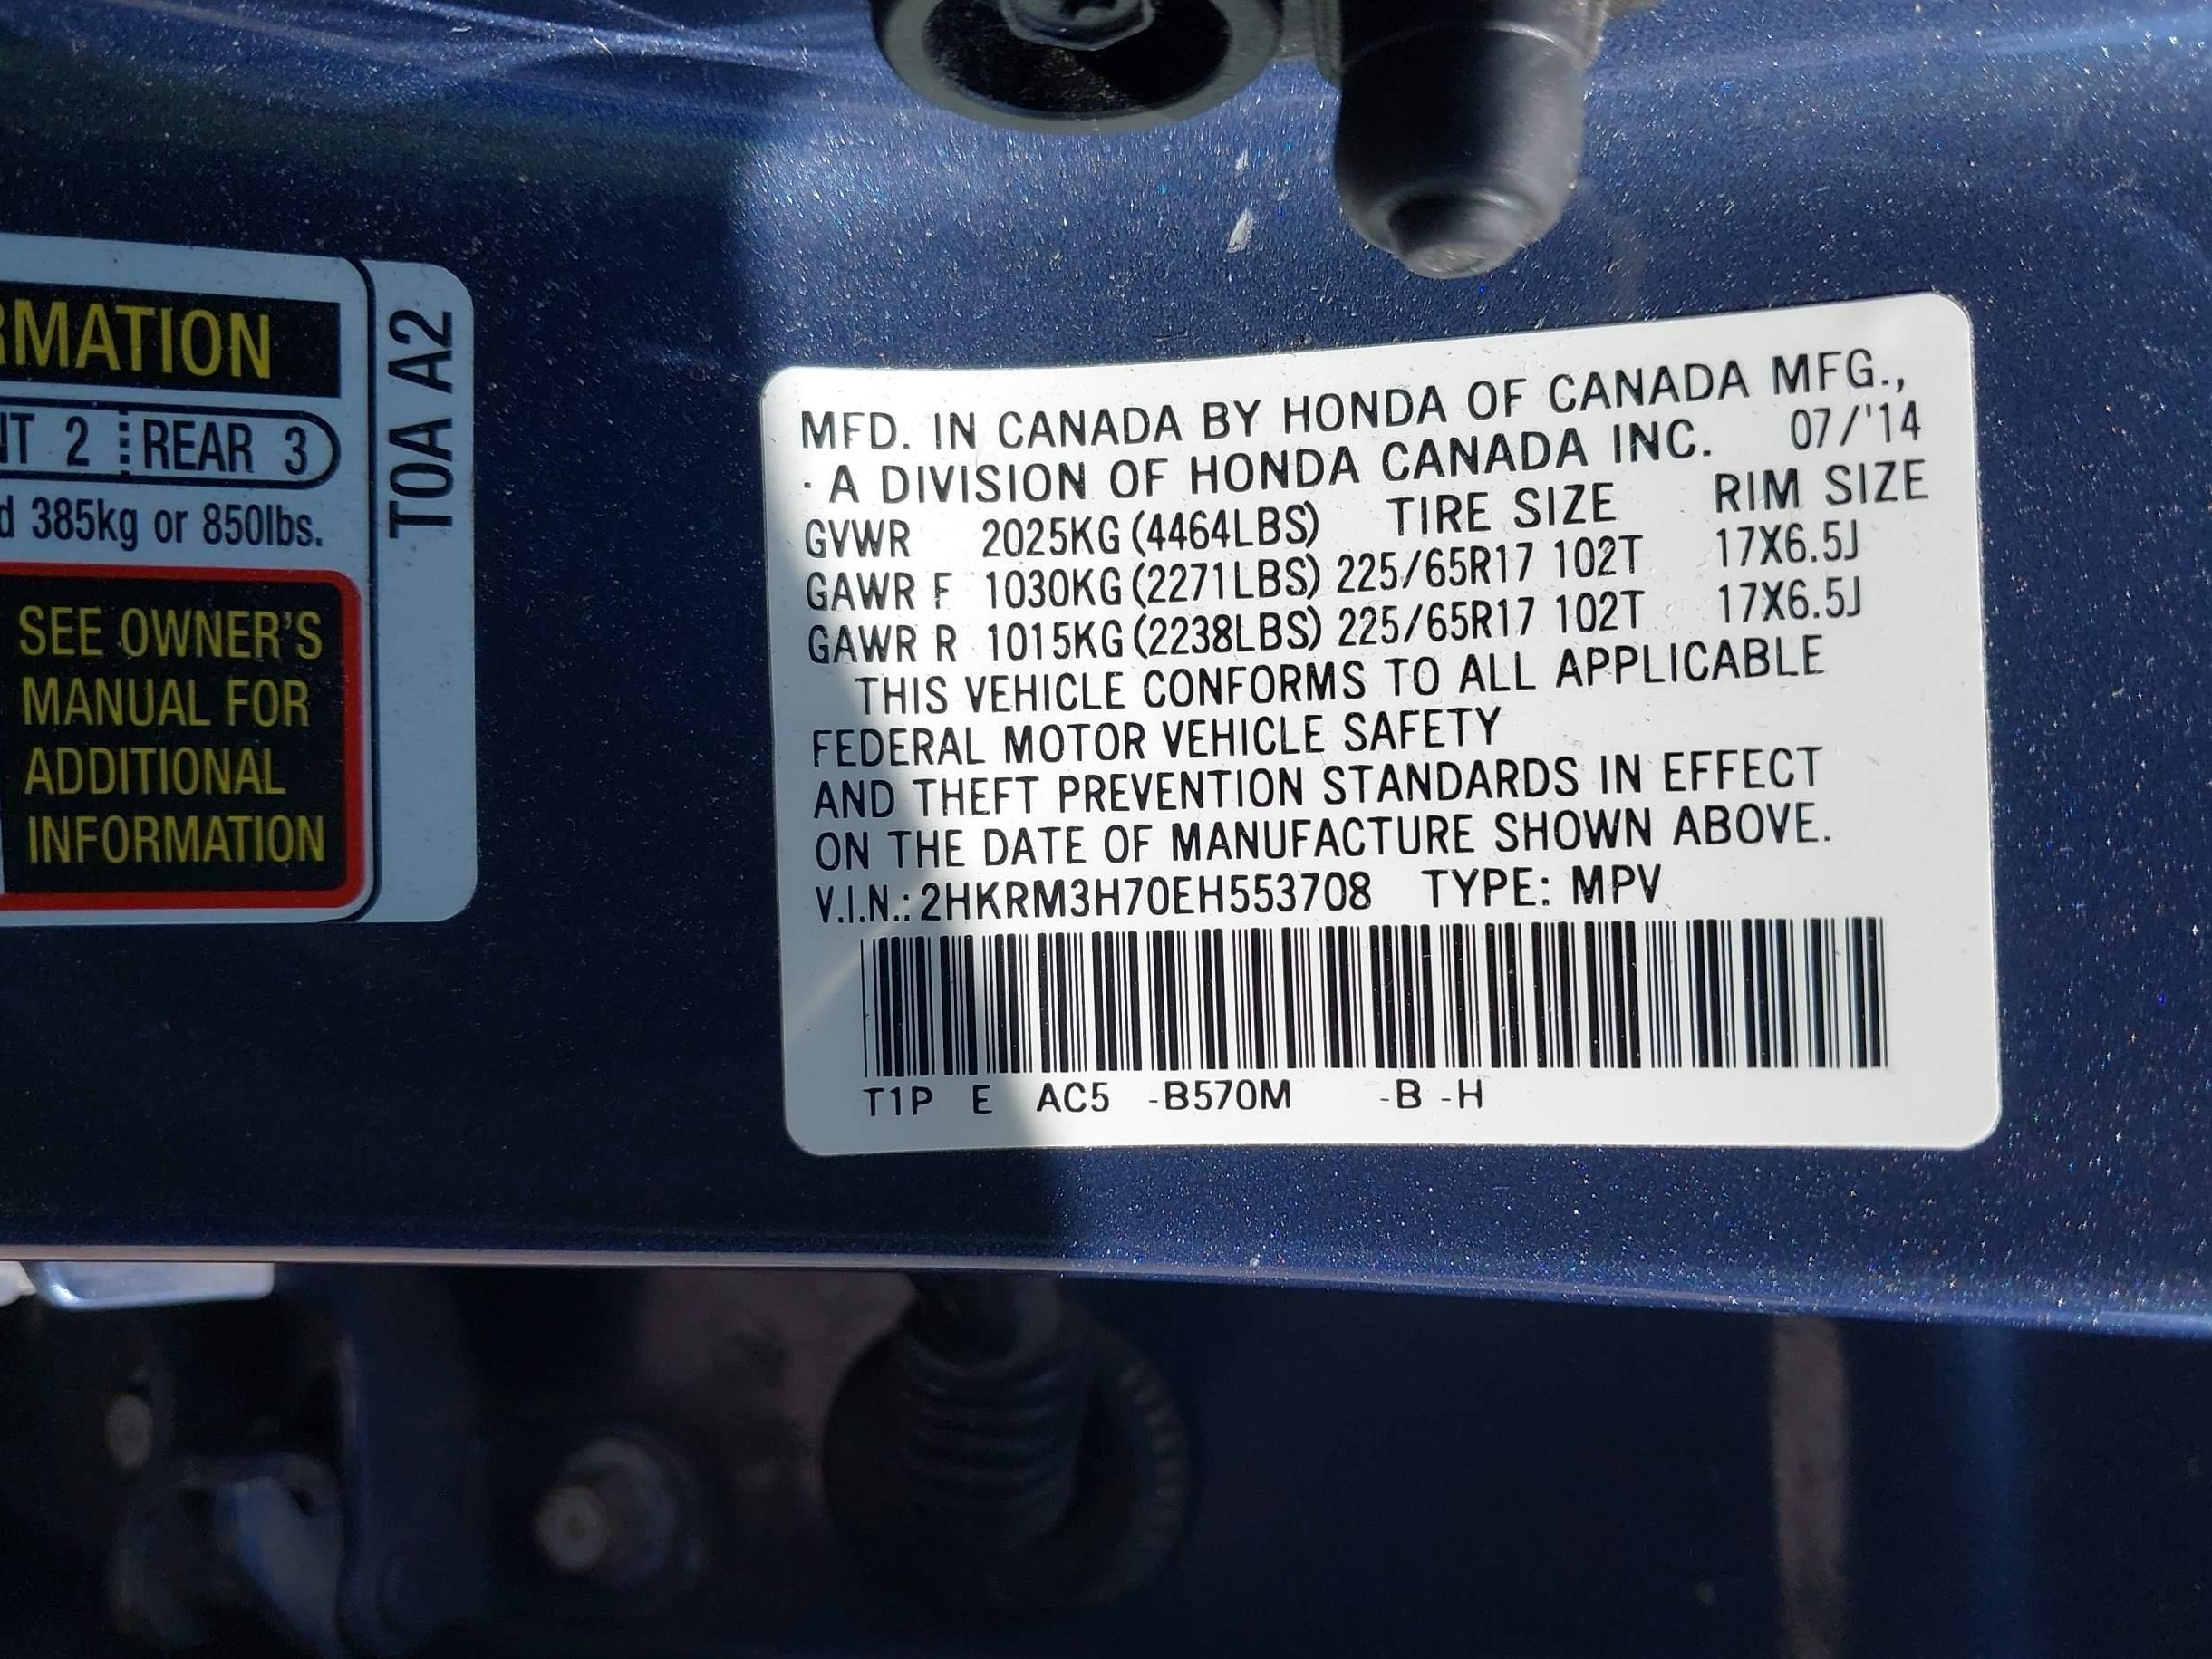 RMATION
NT 2 REAR 3
d 385kg or 850lbs.
SEE OWNER'S
MANUAL FOR
ADDITIONAL
INFORMATION
T0A A2
MFD. IN CANADA BY HONDA OF CANADA MFG.,
· A DIVISION OF HONDA CANADA INC. 07/'14
GVWR 2025KG (4464LBS) TIRE SIZE RIM SIZE
GAWR F 1030KG (2271LBS) 225/65R17 102T 17X6.5J
GAWR R 1015KG (2238LBS) 225/65R17 102T 17X6.5J
THIS VEHICLE CONFORMS TO ALL APPLICABLE
FEDERAL MOTOR VEHICLE SAFETY
AND THEFT PREVENTION STANDARDS IN EFFECT
ON THE DATE OF MANUFACTURE SHOWN ABOVE.
V.I.N.: 2HKRM3H70EH553708 TYPE: MPV
T1P E AC5 -B570M -B -H